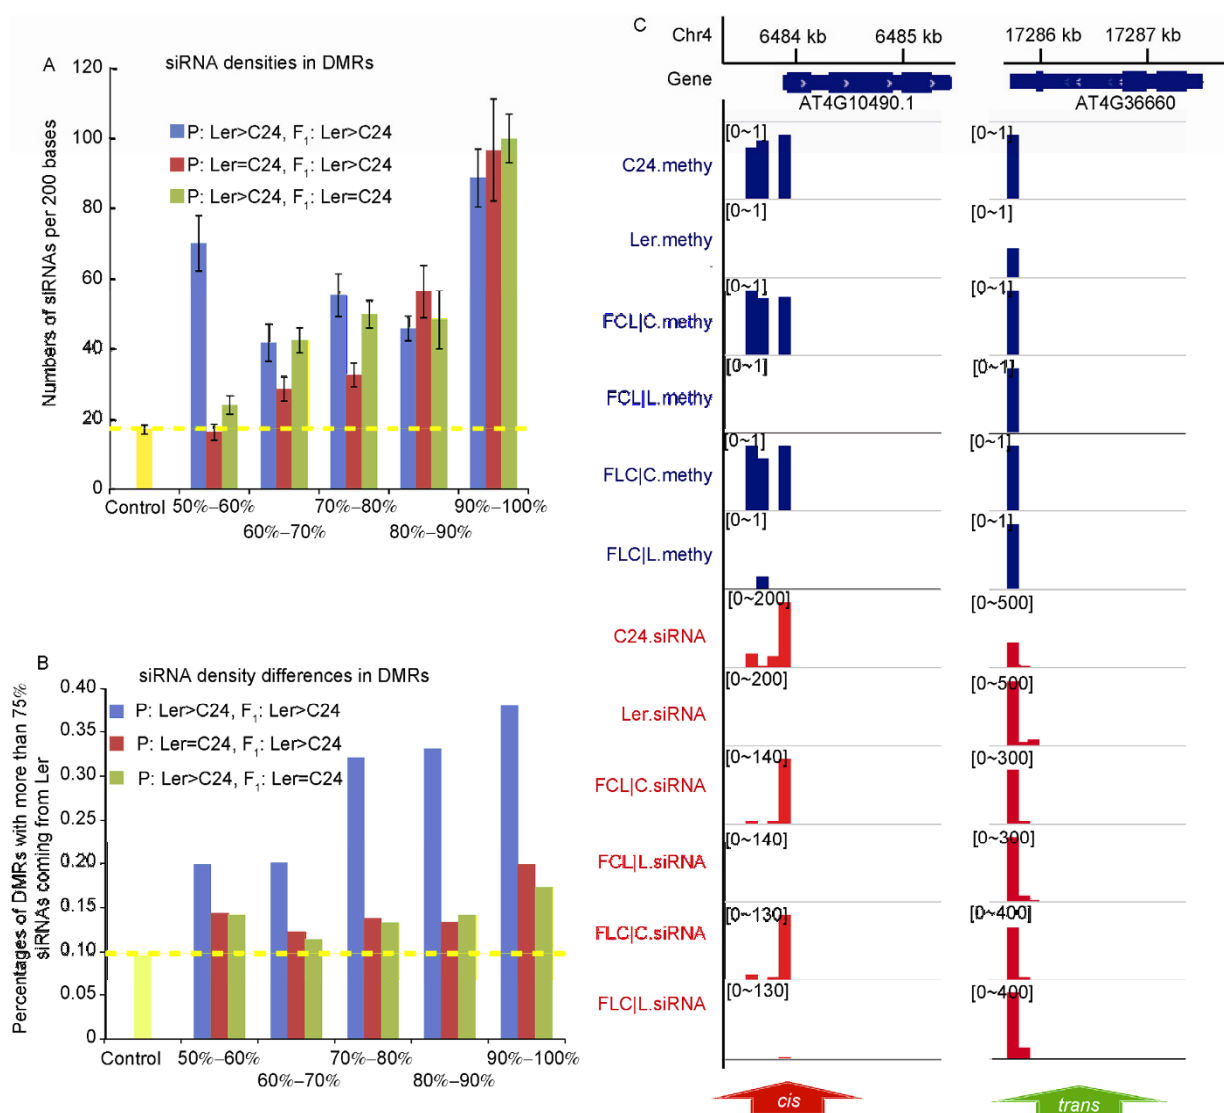 A
siRNA densities in DMRs
Numbers of siRNAs per 200 bases
120
100
80
60
40
20
0
P: Ler>C24, F1: Ler>C24
P: Ler=C24, F1: Ler>C24
P: Ler>C24, F1: Ler=C24
Control
50%–60%
60%–70%
70%–80%
80%–90%
90%–100%
B
siRNA density differences in DMRs
Percentages of DMRs with more than 75%
siRNAs coming from Ler
0.40
0.35
0.30
0.25
0.20
0.15
0.10
0.05
0
P: Ler>C24, F1: Ler>C24
P: Ler=C24, F1: Ler>C24
P: Ler>C24, F1: Ler=C24
Control
50%–60%
60%–70%
70%–80%
80%–90%
90%–100%
C
Chr4
6484 kb
6485 kb
17286 kb
17287 kb
Gene
AT4G10490.1
AT4G36660
C24.methy
[0~1]
[0~1]
Ler.methy
[0~1]
[0~1]
FCL|C.methy
[0~1]
[0~1]
FCL|L.methy
[0~1]
[0~1]
FLC|C.methy
[0~1]
[0~1]
FLC|L.methy
[0~1]
[0~1]
C24.siRNA
[0~200]
[0~500]
Ler.siRNA
[0~200]
[0~500]
FCL|C.siRNA
[0~140]
[0~300]
FCL|L.siRNA
[0~140]
[0~300]
FLC|C.siRNA
[0~130]
[0~400]
FLC|L.siRNA
[0~130]
[0~400]
cis
trans